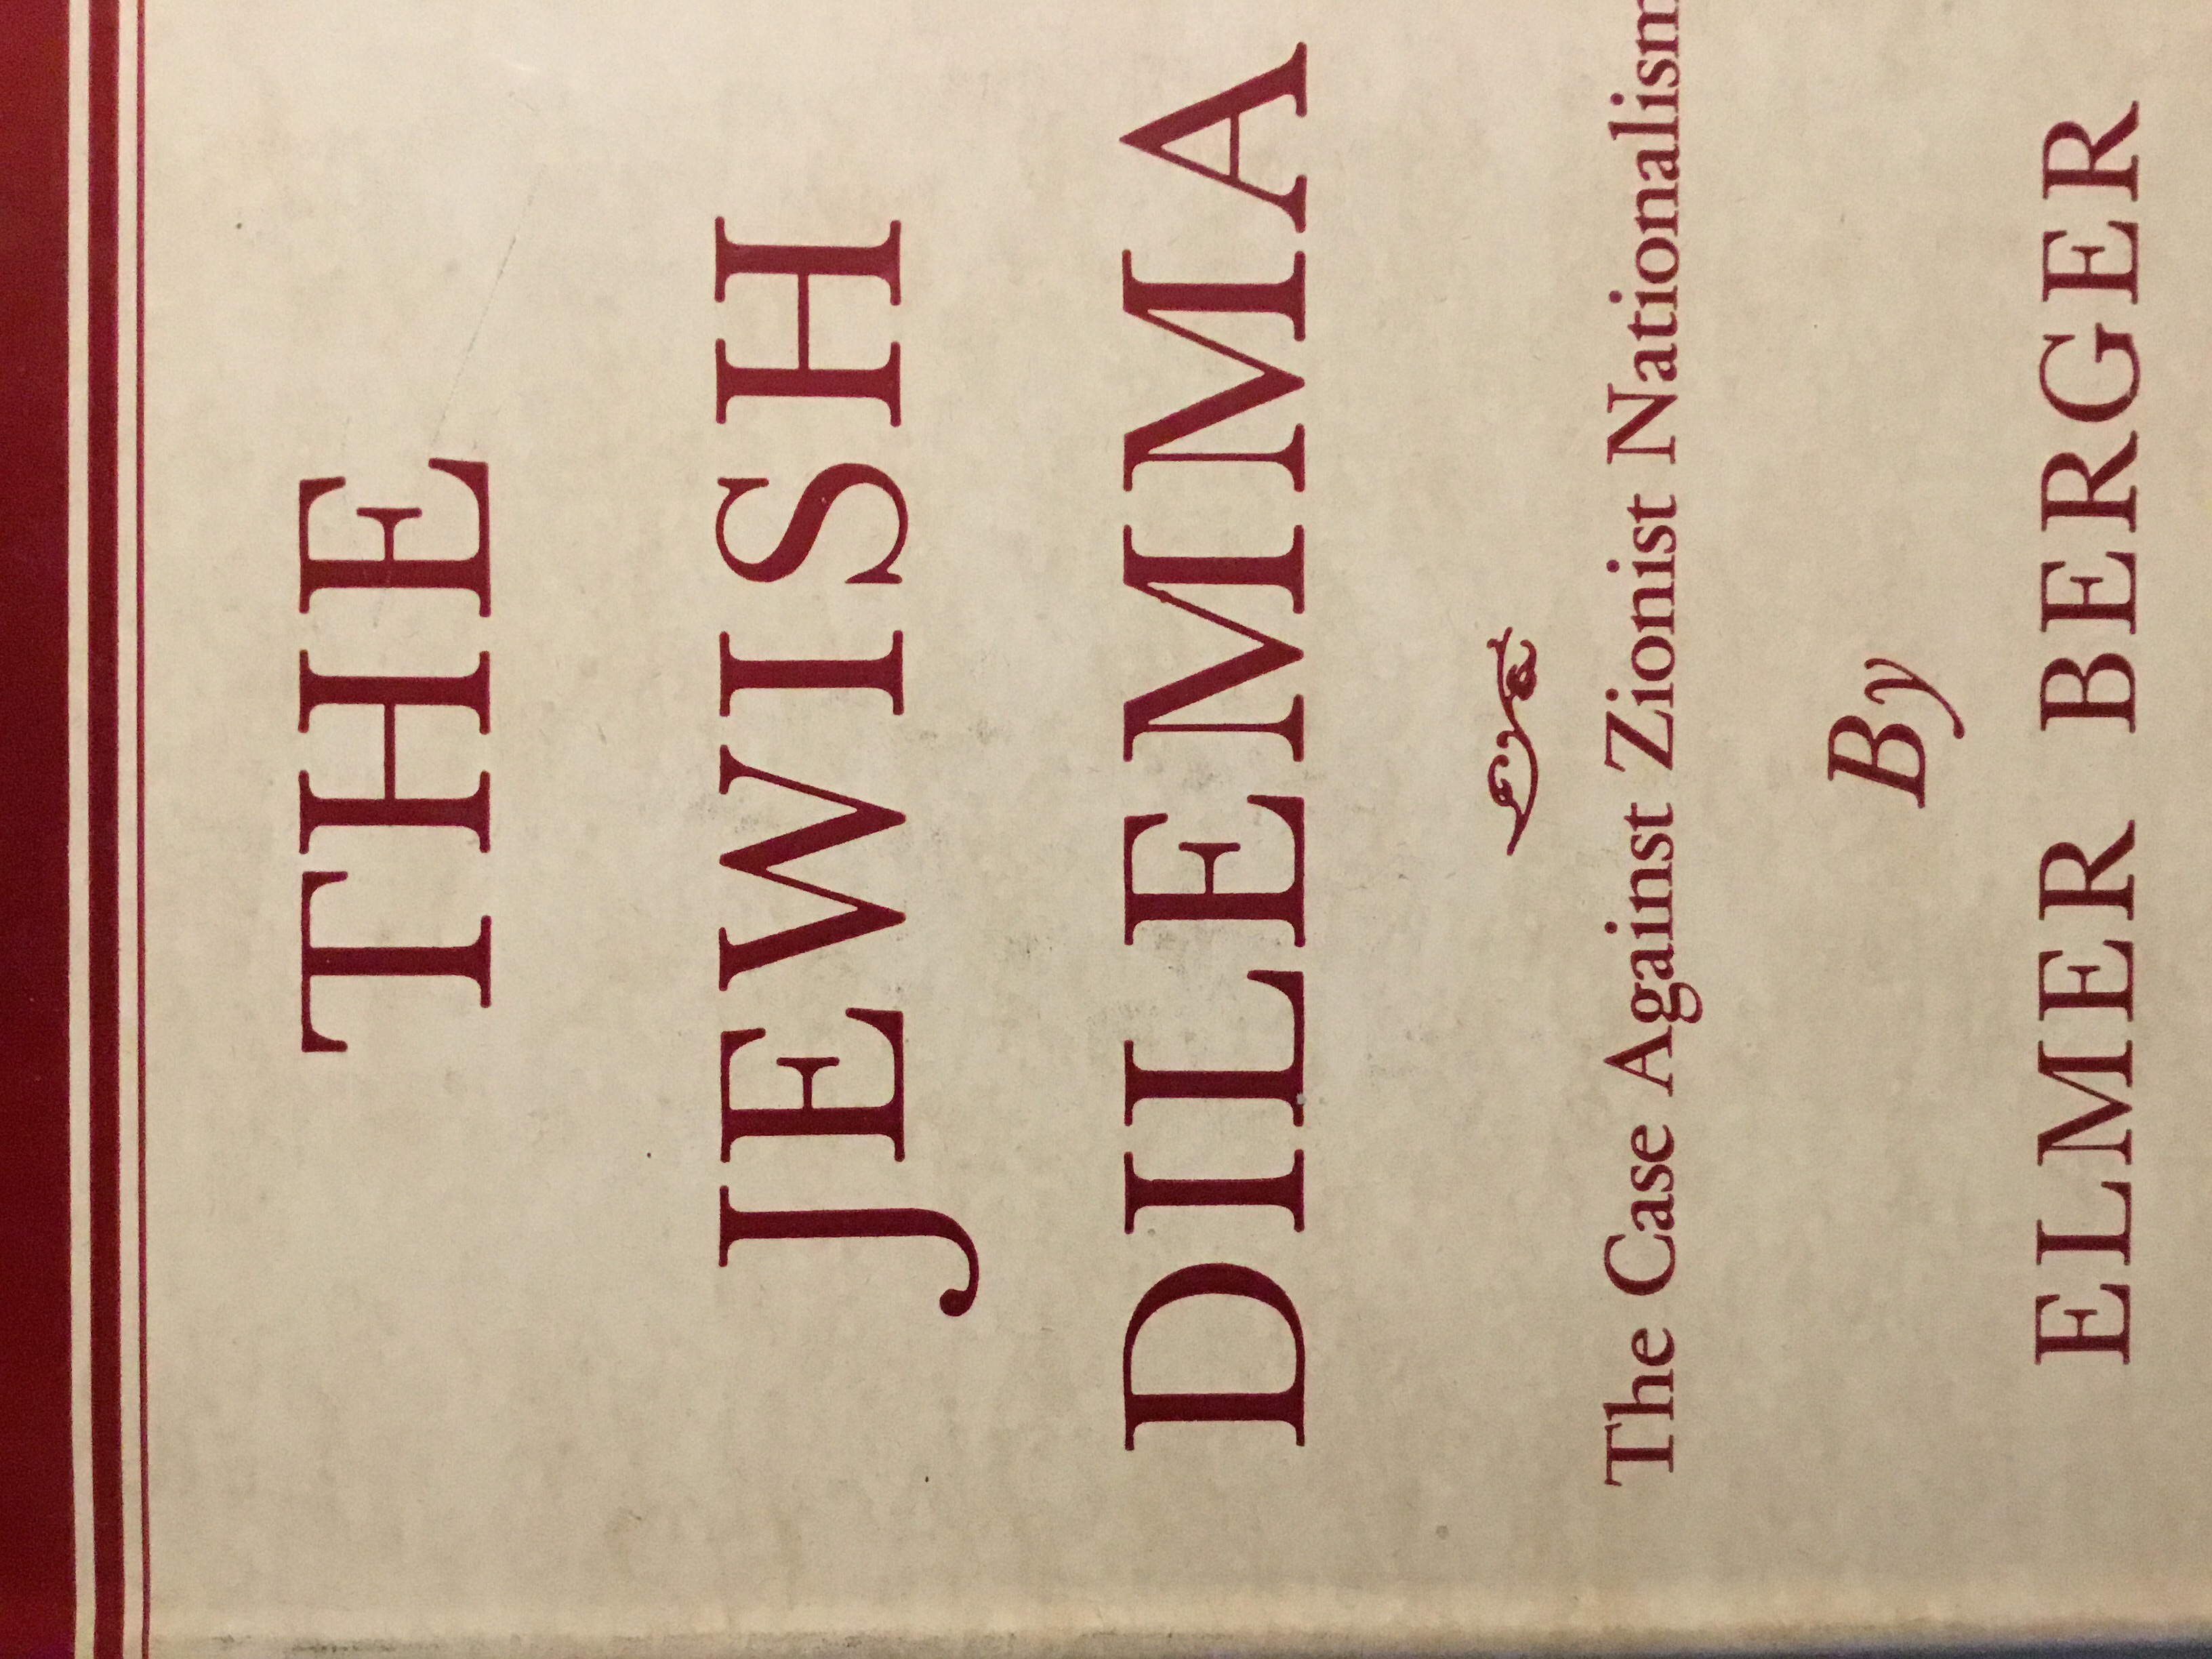 THE
JEWISH
DILEMMA
The Case Against Zionist Nationalism
By
ELMER BERGER